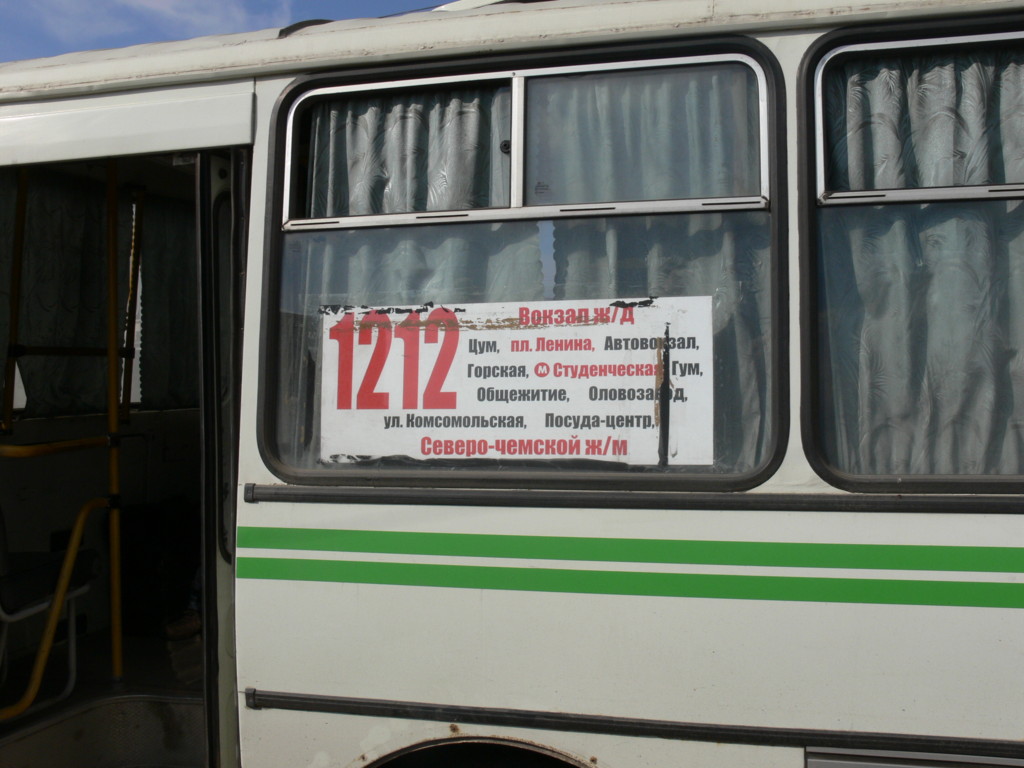 1212
Вокзал ж/д
Цум, пл. Ленина, Автовокзал,
Горская, М Студенческая, Гум,
Общежитие, Оловозавод,
ул. Комсомольская, Посуда-центр,
Северо-чемской ж/м